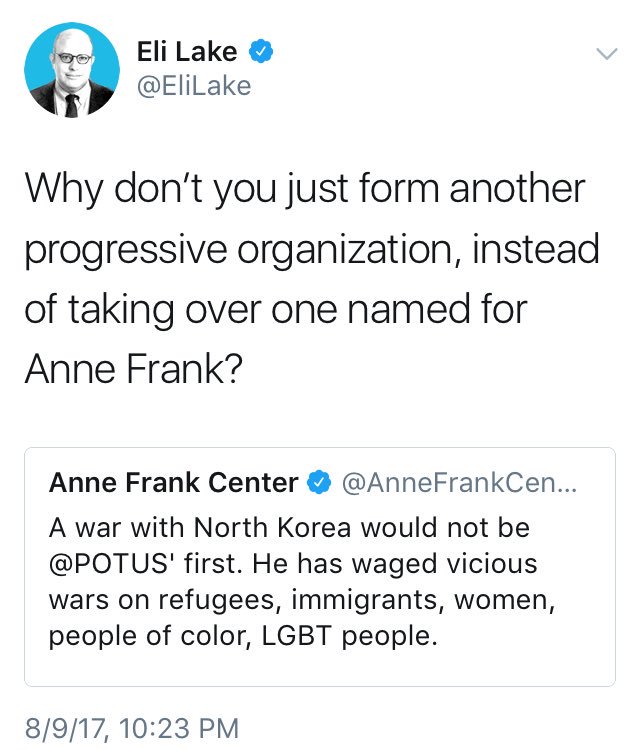 Eli Lake
@EliLake
Why don’t you just form another
progressive organization, instead
of taking over one named for
Anne Frank?
Anne Frank Center @AnneFrankCen...
A war with North Korea would not be
@POTUS' first. He has waged vicious
wars on refugees, immigrants, women,
people of color, LGBT people.
8/9/17, 10:23 PM